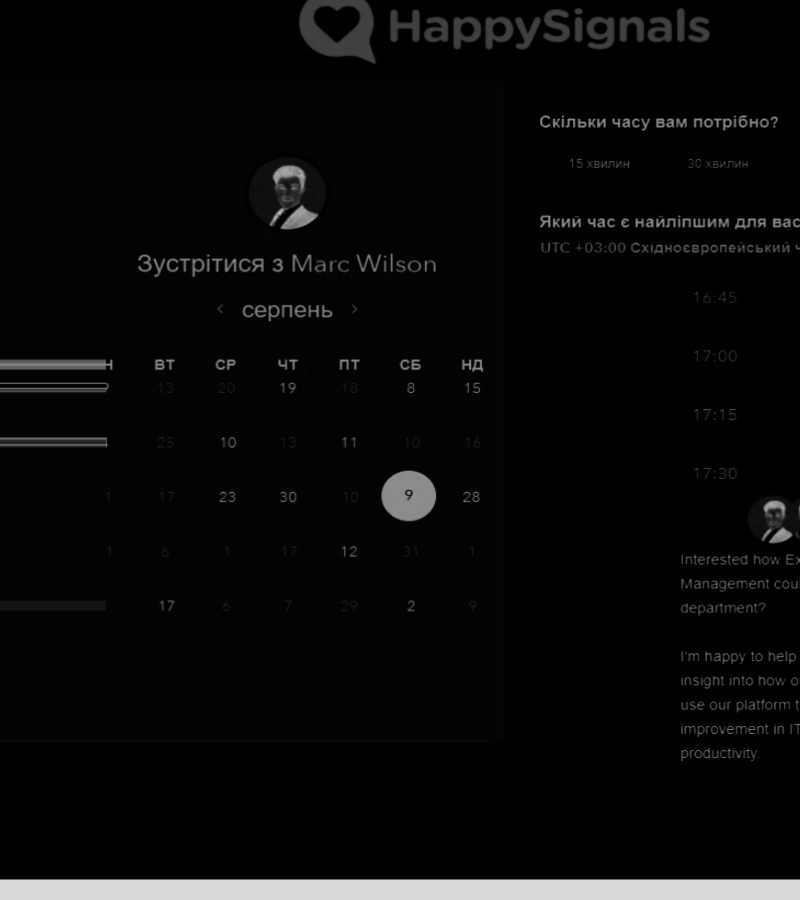 HappySignals
Зустрітися з Marc Wilson
серпень
Н ВТ СР ЧТ ПТ СБ НД
13 20 19 18 8 15
25 10 13 11 10 16
1 17 23 30 10 9 28
1 6 1 17 12 31 1
17 6 7 29 2 9
Скільки часу вам потрібно?
15 хвилин 30 хвилин
Який час є найліпшим для вас
UTC +03:00 Східноєвропейський ч
16:45
17:00
17:15
17:30
Interested how Ex
Management cou
department?
I'm happy to help
insight into how o
use our platform t
improvement in IT
productivity.